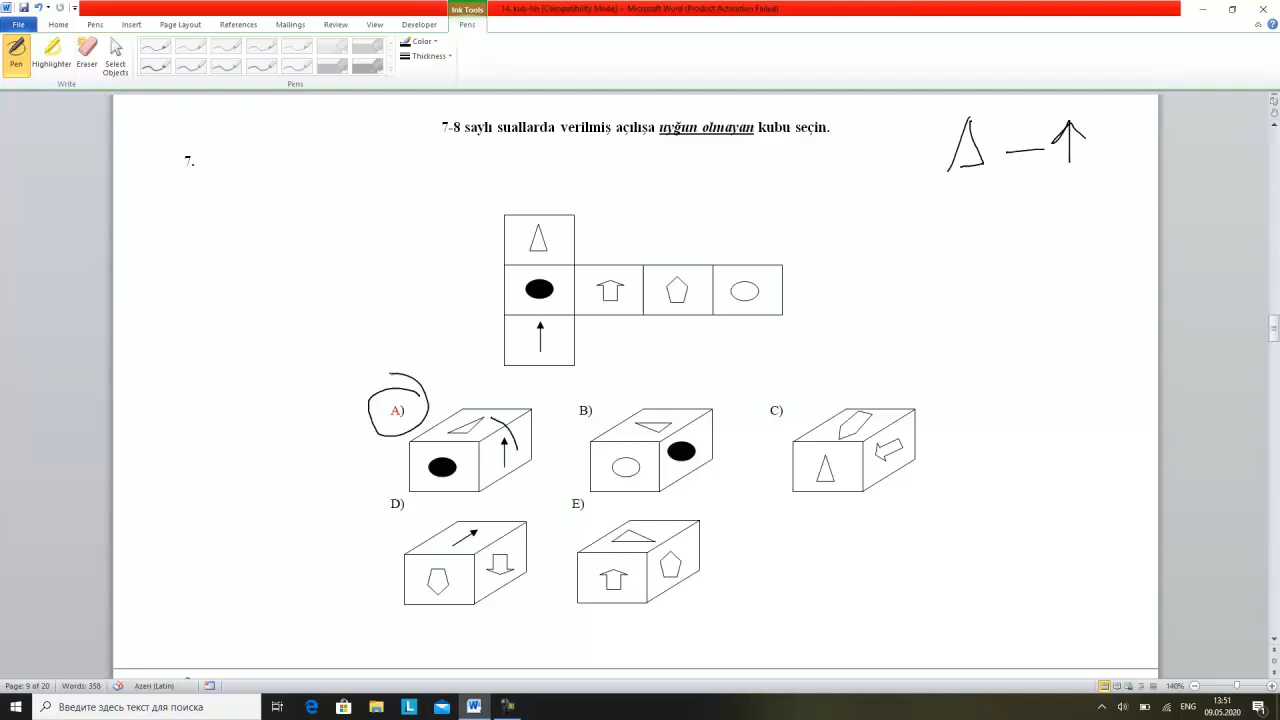 Ink Tools
14. kub-hh [Compatibility Mode] - Microsoft Word (Product Activation Failed)
File Home Insert Page Layout References Mailings Review View Developer Pens
Pen Highlighter Eraser Select Objects
Color
Thickness
Write Pens
7-8 saylı suallarda verilmiş açılışa uyğun olmayan kubu seçin.
7.
A) B) C)
D) E)
Page: 9 of 20 Words: 358 Azeri (Latin) 140%
Введите здесь текст для поиска
ENG
13:51
09.05.2020